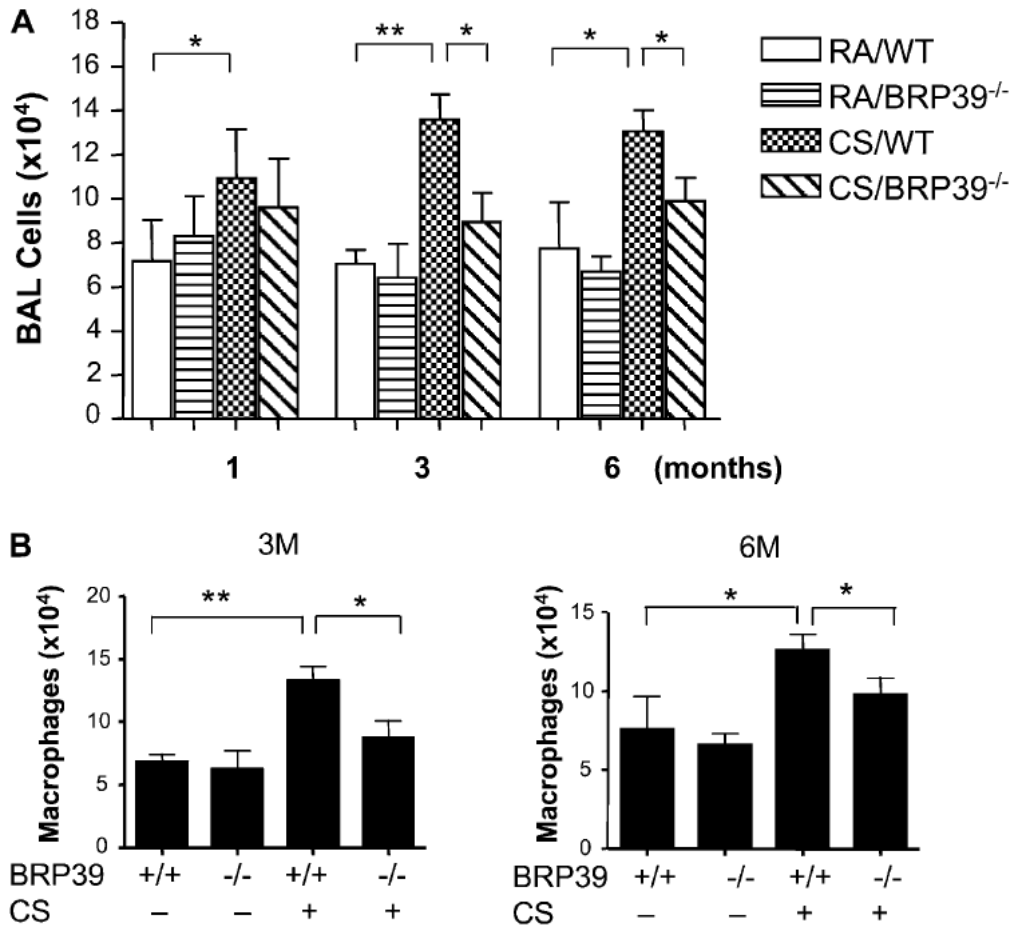 A
BAL Cells (x10⁴)
18
16
14
12
10
8
6
4
2
0
*
** *
* *
1 3 6 (months)
RA/WT
RA/BRP39⁻/⁻
CS/WT
CS/BRP39⁻/⁻
B
3M
Macrophages (x10⁴)
20
15
10
5
0
** *
BRP39 +/+ -/- +/+ -/-
CS – – + +
6M
Macrophages (x10⁴)
15
10
5
0
* *
BRP39 +/+ -/- +/+ -/-
CS – – + +